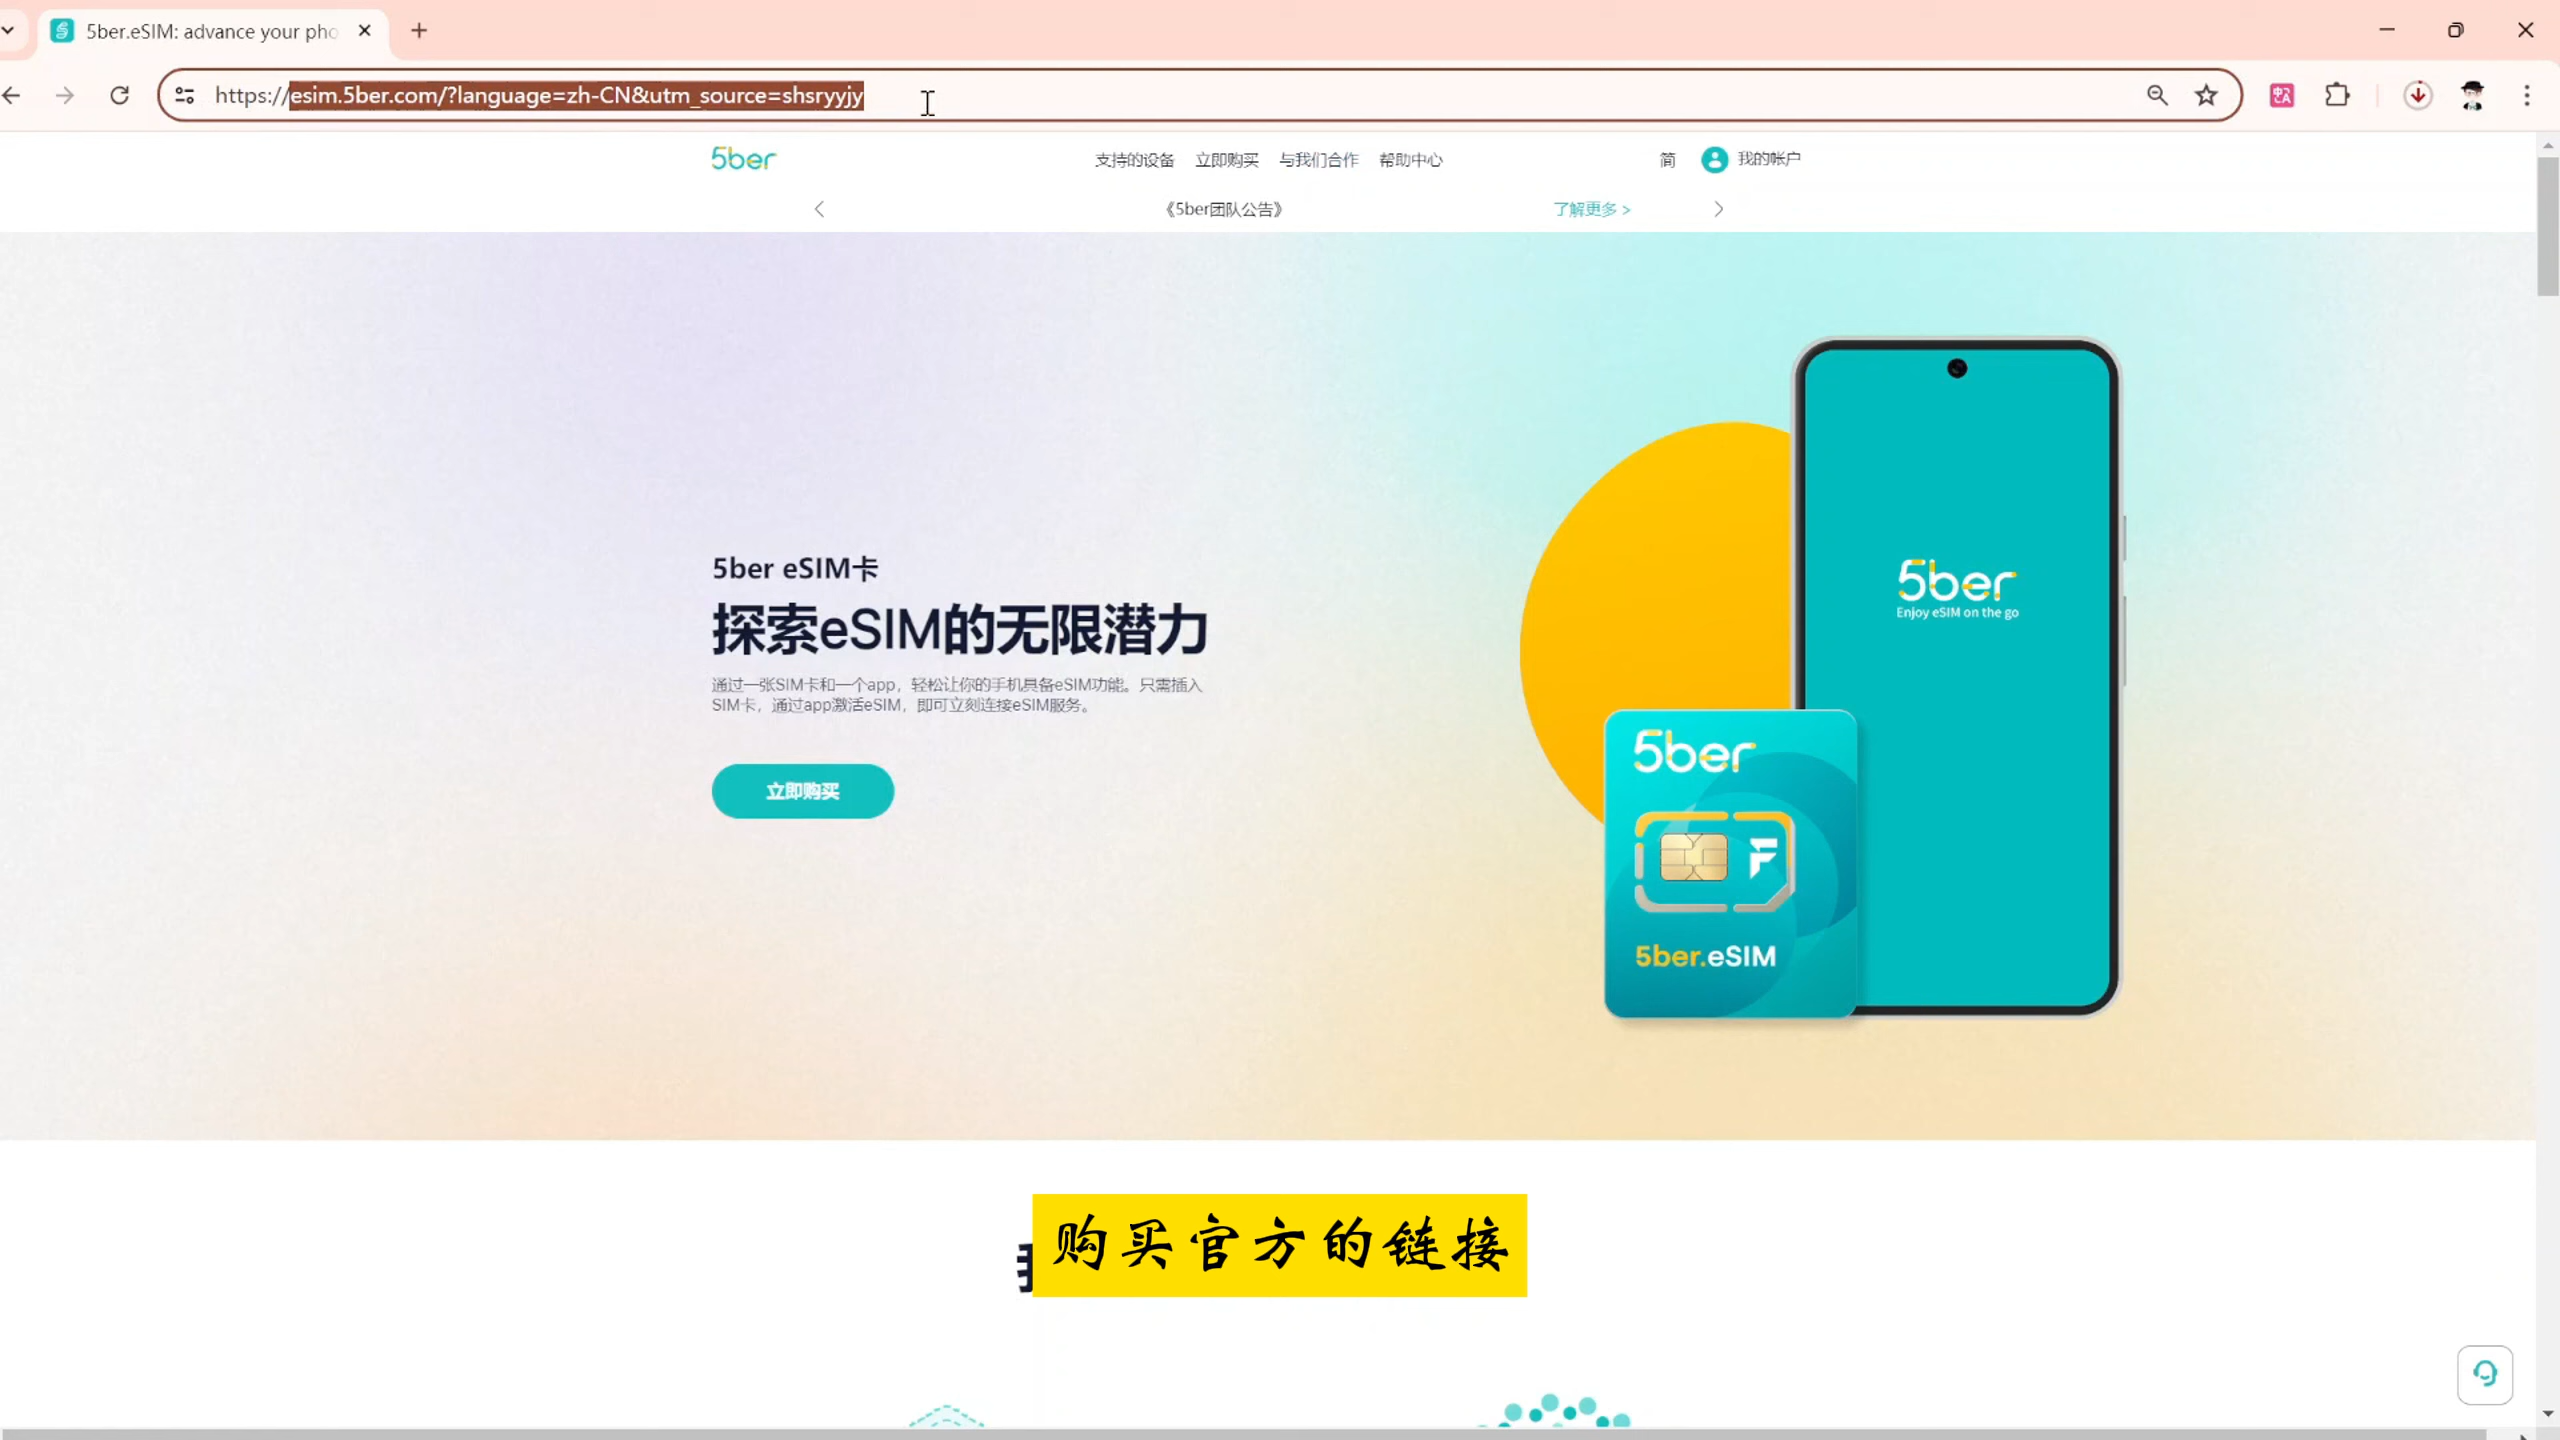 5ber.eSIM: advance your pho
https://esim.5ber.com/?language=zh-CN&utm_source=shsryyjy
5ber
支持的设备 立即购买 与我们合作 帮助中心
简 我的帐户
《5ber团队公告》
了解更多 >
5ber eSIM卡
探索eSIM的无限潜力
通过一张SIM卡和一个app，轻松让你的手机具备eSIM功能。只需插入
SIM卡，通过app激活eSIM，即可立刻连接eSIM服务。
立即购买
5ber
Enjoy eSIM on the go
5ber
5ber.eSIM
购买官方的链接